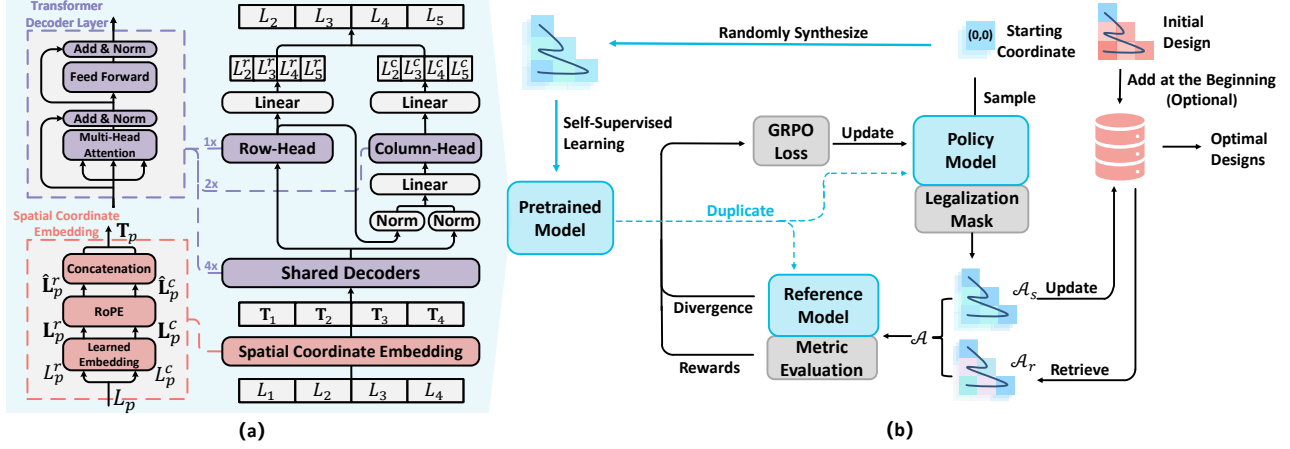 Transformer
Decoder Layer
Add & Norm
Feed Forward
Add & Norm
Multi-Head
Attention
Spatial Coordinate
Embedding
T_p
Concatenation
L̂_p^r
L̂_p^c
RoPE
L_p^r
L_p^c
Learned
Embedding
L_p^r
L_p^c
L_p
1x
2x
4x
L_2 L_3 L_4 L_5
L_2^r L_3^r L_4^r L_5^r
L_2^c L_3^c L_4^c L_5^c
Linear
Linear
Row-Head
Column-Head
Linear
Norm
Norm
Shared Decoders
T_1 T_2 T_3 T_4
Spatial Coordinate Embedding
L_1 L_2 L_3 L_4
(a)
Randomly Synthesize
(0,0)
Starting
Coordinate
Initial
Design
Self-Supervised
Learning
Sample
Add at the Beginning
(Optional)
GRPO
Loss
Update
Policy
Model
Legalization
Mask
Optimal
Designs
Pretrained
Model
Duplicate
Divergence
Reference
Model
Metric
Evaluation
Rewards
𝒜
𝒜_s
Update
𝒜_r
Retrieve
(b)